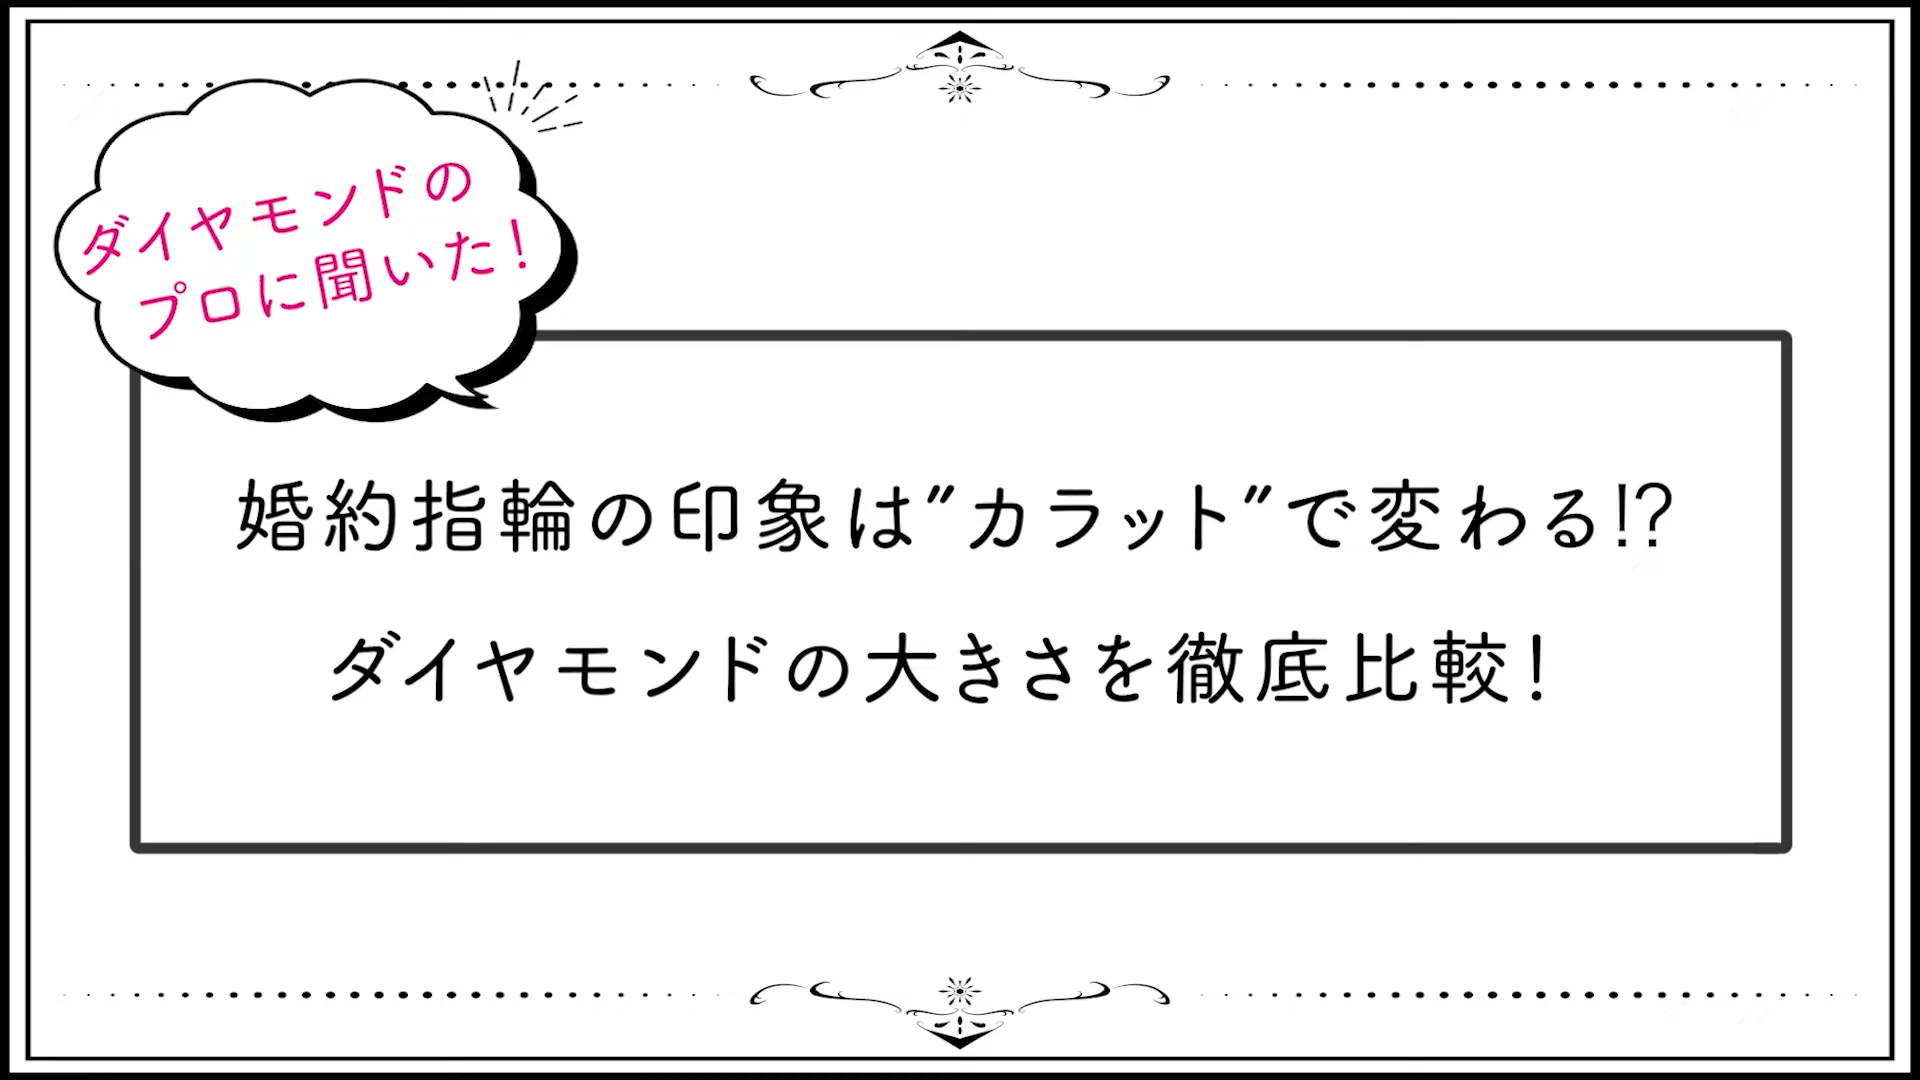 ダイヤモンドの
プロに聞いた!
婚約指輪の印象は"カラット"で変わる!?
ダイヤモンドの大きさを徹底比較!